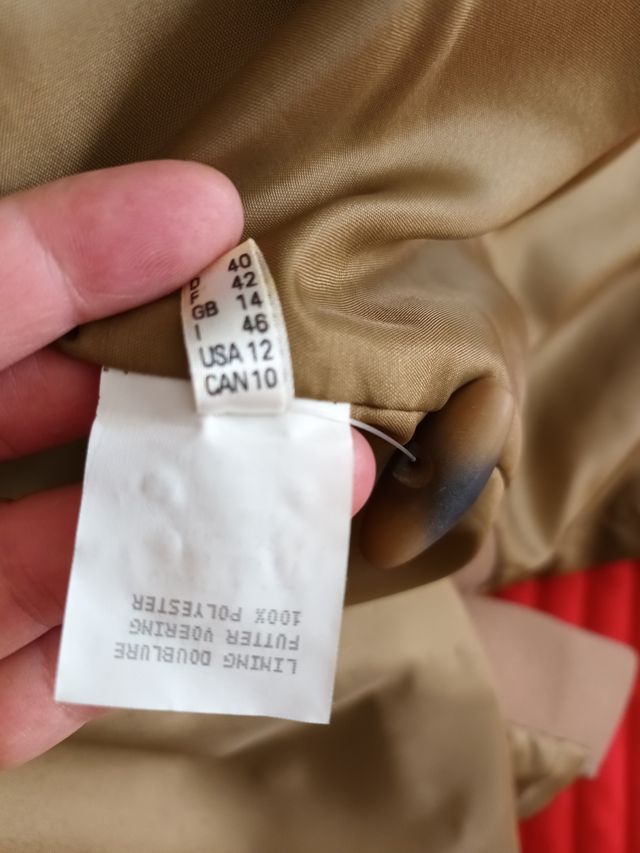 D 40
F 42
GB 14
I 46
USA 12
CAN 10
LINING DOUBLURE
FUTTER VOERING
100% POLYESTER